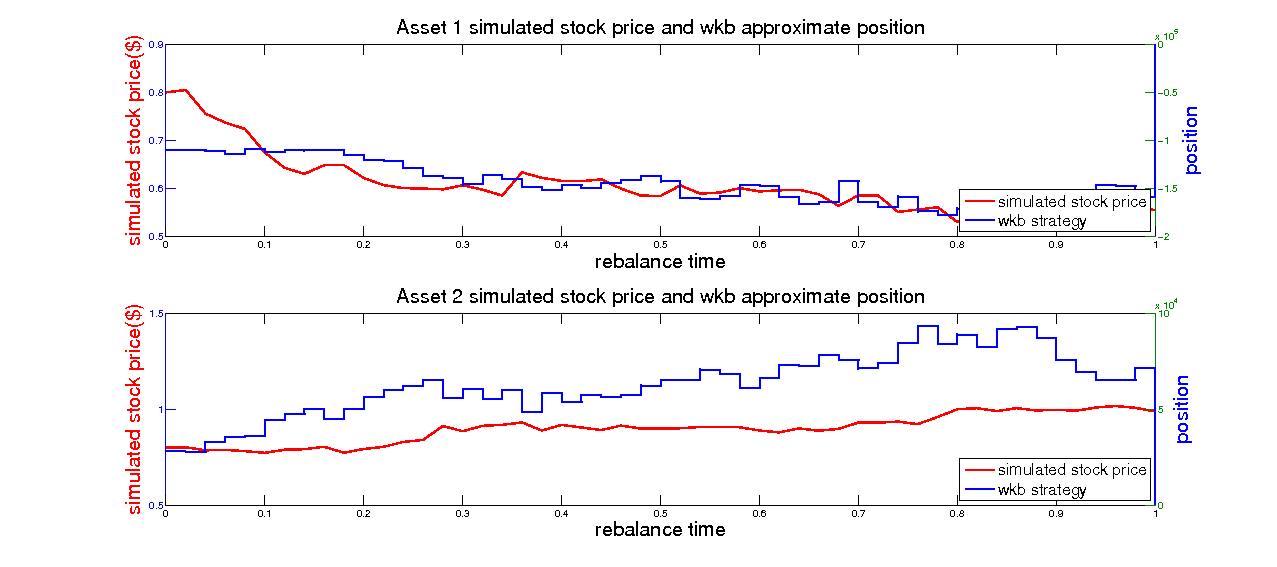 Asset 1 simulated stock price and wkb approximate position
x 10^5
0.9
0.8
0.7
0.6
0.5
simulated stock price($)
0
-0.5
-1
-1.5
-2
position
simulated stock price
wkb strategy
0 0.1 0.2 0.3 0.4 0.5 0.6 0.7 0.8 0.9 1
rebalance time
Asset 2 simulated stock price and wkb approximate position
x 10^4
1.5
1
0.5
simulated stock price($)
10
5
0
position
simulated stock price
wkb strategy
0 0.1 0.2 0.3 0.4 0.5 0.6 0.7 0.8 0.9 1
rebalance time